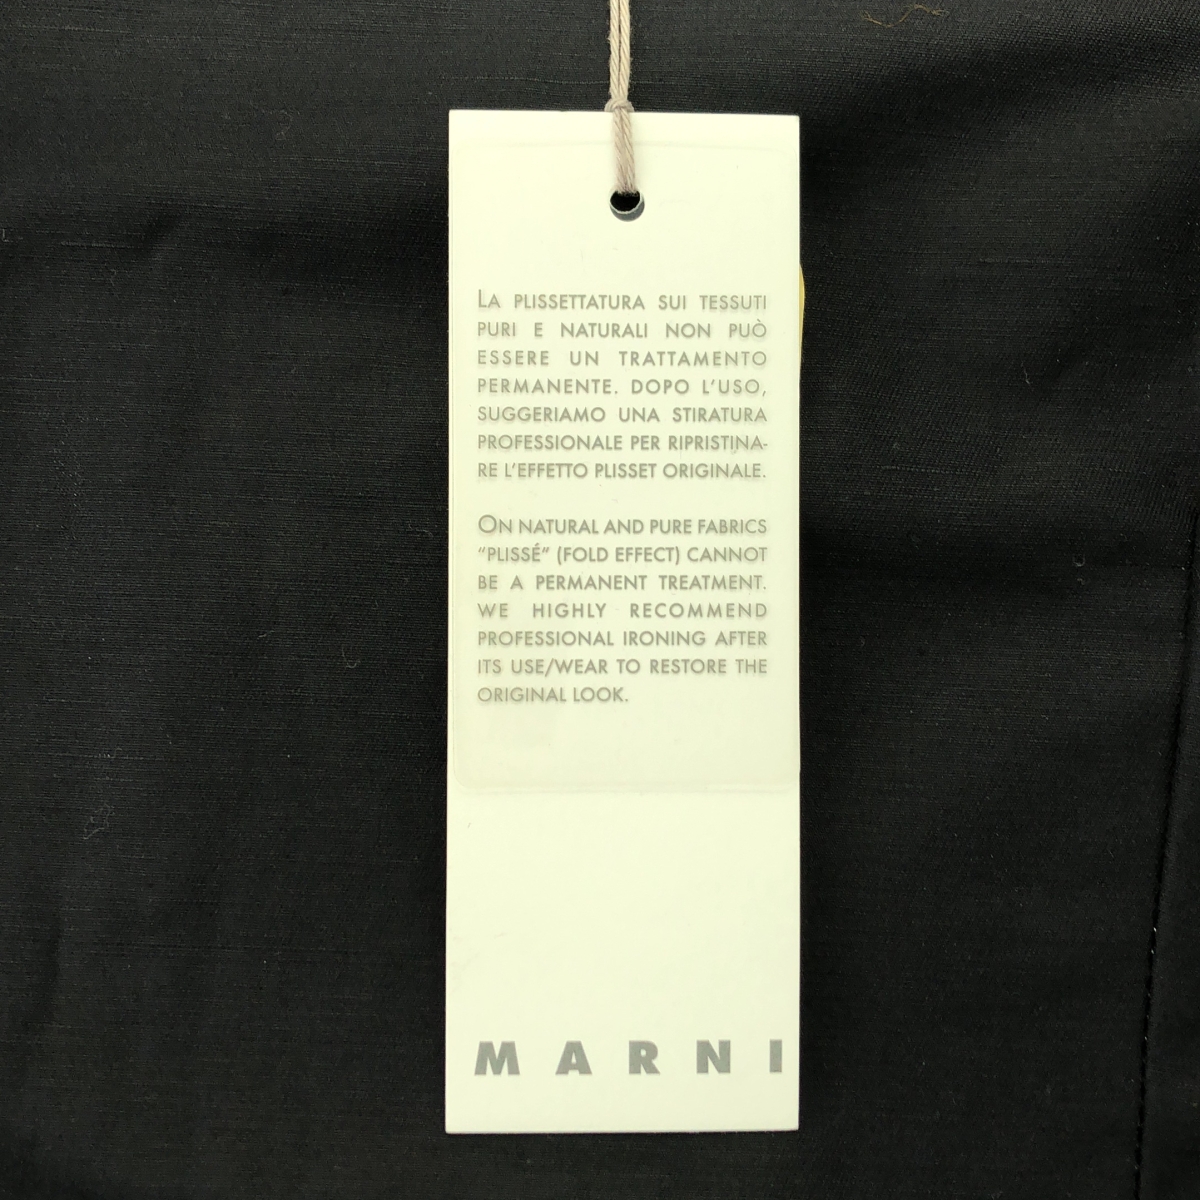 LA PLISSETTATURA SUI TESSUTI
PURI E NATURALI NON PUÒ
ESSERE UN TRATTAMENTO
PERMANENTE. DOPO L'USO,
SUGGERIAMO UNA STIRATURA
PROFESSIONALE PER RIPRISTINA-
RE L'EFFETTO PLISSET ORIGINALE.
ON NATURAL AND PURE FABRICS
"PLISSÉ" (FOLD EFFECT) CANNOT
BE A PERMANENT TREATMENT.
WE HIGHLY RECOMMEND
PROFESSIONAL IRONING AFTER
ITS USE/WEAR TO RESTORE THE
ORIGINAL LOOK.
MARNI